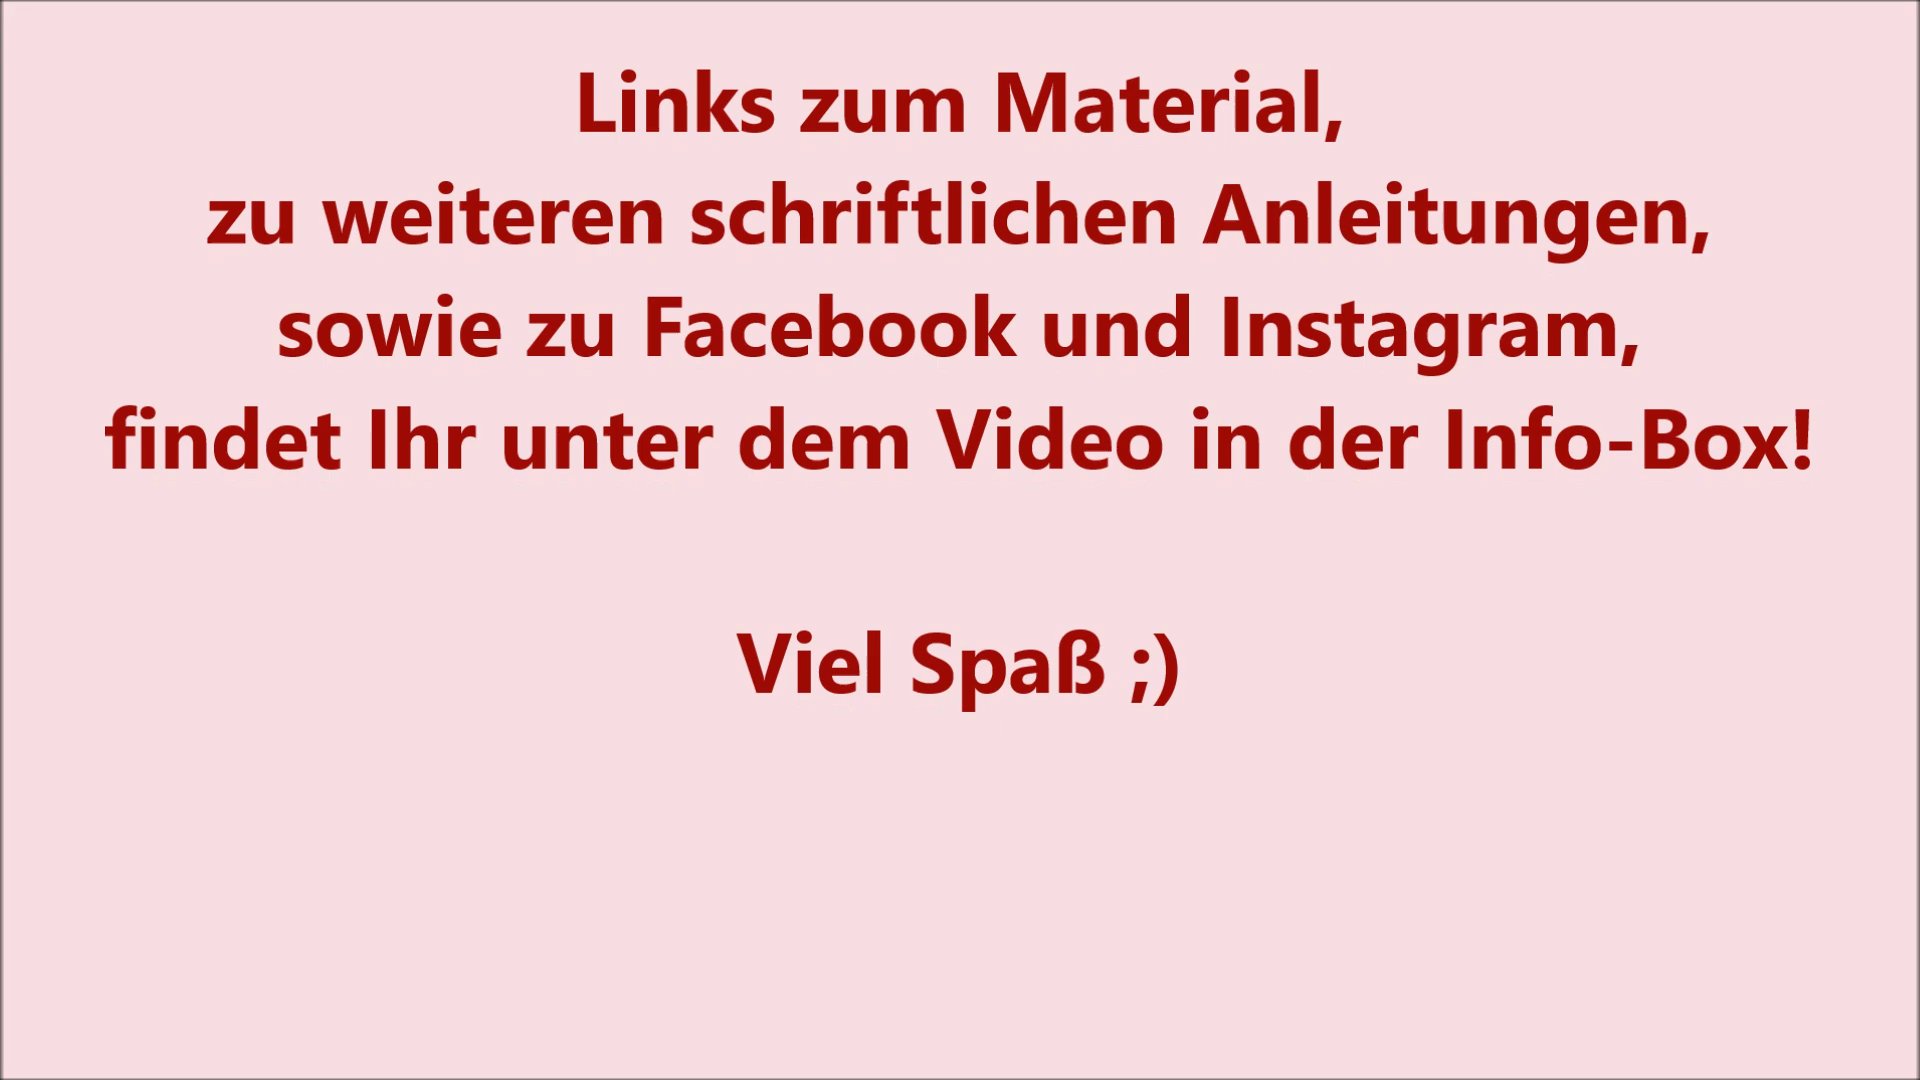 Links zum Material,
zu weiteren schriftlichen Anleitungen,
sowie zu Facebook und Instagram,
findet Ihr unter dem Video in der Info-Box!
Viel Spaß ;)